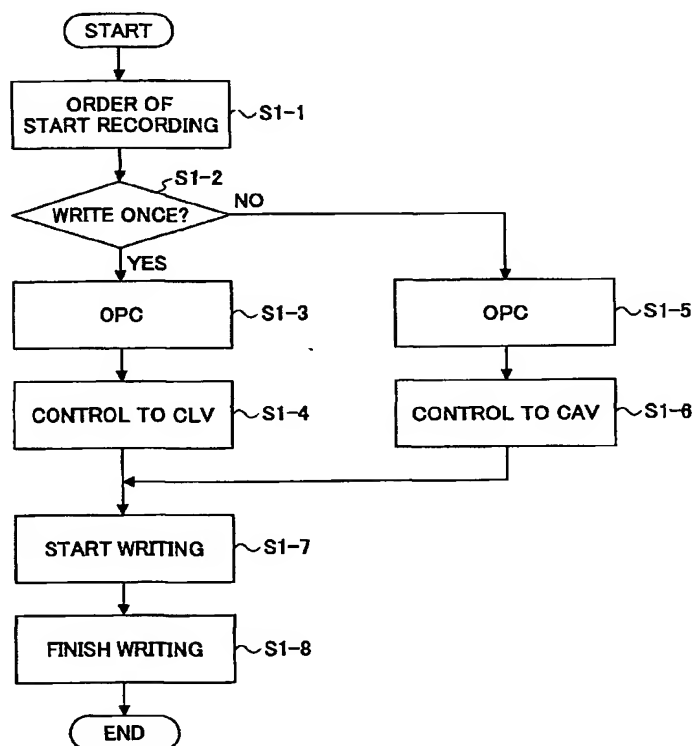 START
ORDER OF
START RECORDING
S1-1
S1-2
WRITE ONCE?
NO
YES
OPC
S1-3
OPC
S1-5
CONTROL TO CLV
S1-4
CONTROL TO CAV
S1-6
START WRITING
S1-7
FINISH WRITING
S1-8
END